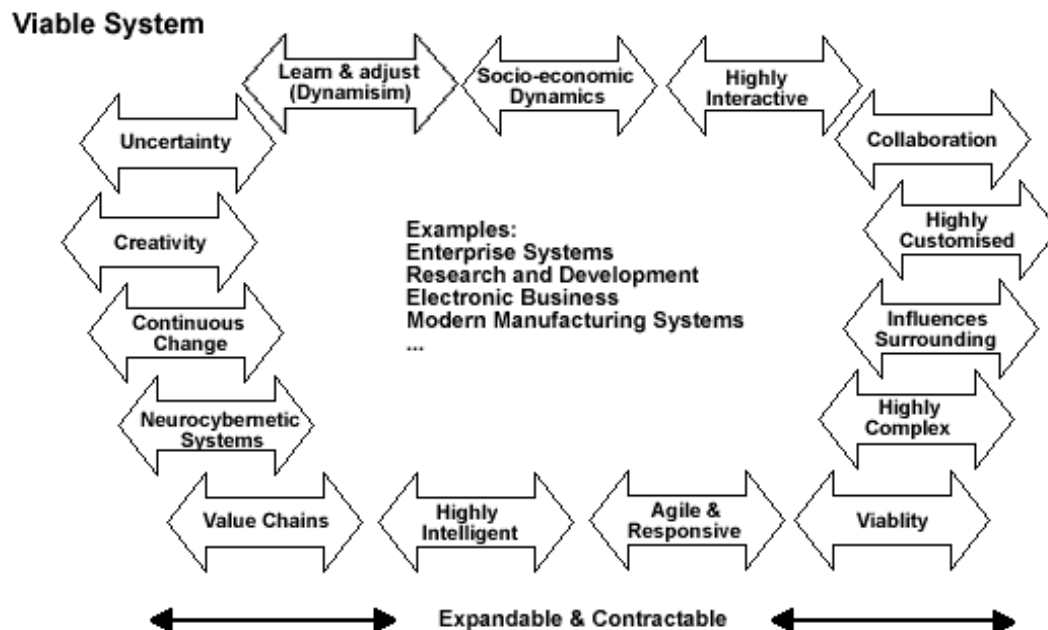 Viable System
Learn & adjust
(Dynamisim)
Socio-economic
Dynamics
Highly
Interactive
Uncertainty
Collaboration
Creativity
Highly
Customised
Examples:
Enterprise Systems
Research and Development
Electronic Business
Modern Manufacturing Systems
...
Continuous
Change
Influences
Surrounding
Neurocybernetic
Systems
Highly
Complex
Value Chains
Highly
Intelligent
Agile &
Responsive
Viablity
Expandable & Contractable